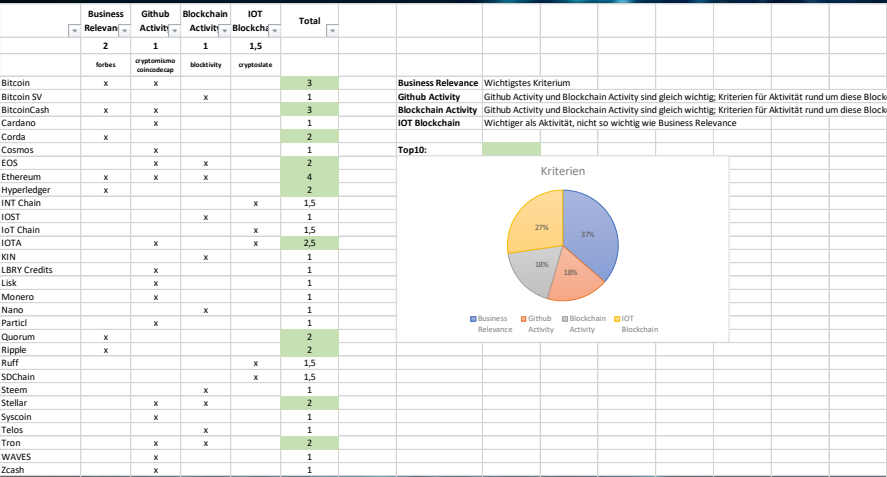 Business Relevan Github Activit Blockchain Activit IOT Blockcha Total
2 1 1 1,5
forbes cryptomismo coincodecap blocktivity cryptoslate
Bitcoin x x 3 Business Relevance Wichtigstes Kriterium
Bitcoin SV x 1 Github Activity Github Activity und Blockchain Activity sind gleich wichtig; Kriterien für Aktivität rund um diese Block
BitcoinCash x x 3 Blockchain Activity Github Activity und Blockchain Activity sind gleich wichtig; Kriterien für Aktivität rund um diese Block
Cardano x 1 IOT Blockchain Wichtiger als Aktivität, nicht so wichtig wie Business Relevance
Corda x 2
Cosmos x 1 Top10:
EOS x x 2
Ethereum x x x 4
Hyperledger x 2
INT Chain x 1,5
IOST x 1
IoT Chain x 1,5
IOTA x x 2,5
KIN x 1
LBRY Credits x 1
Lisk x 1
Monero x 1
Nano x 1
Particl x 1
Quorum x 2
Ripple x 2
Ruff x 1,5
SDChain x 1,5
Steem x 1
Stellar x x 2
Syscoin x 1
Telos x 1
Tron x x 2
WAVES x 1
Zcash x 1
Kriterien
27% 37%
18% 18%
Business Relevance Github Activity Blockchain Activity IOT Blockchain